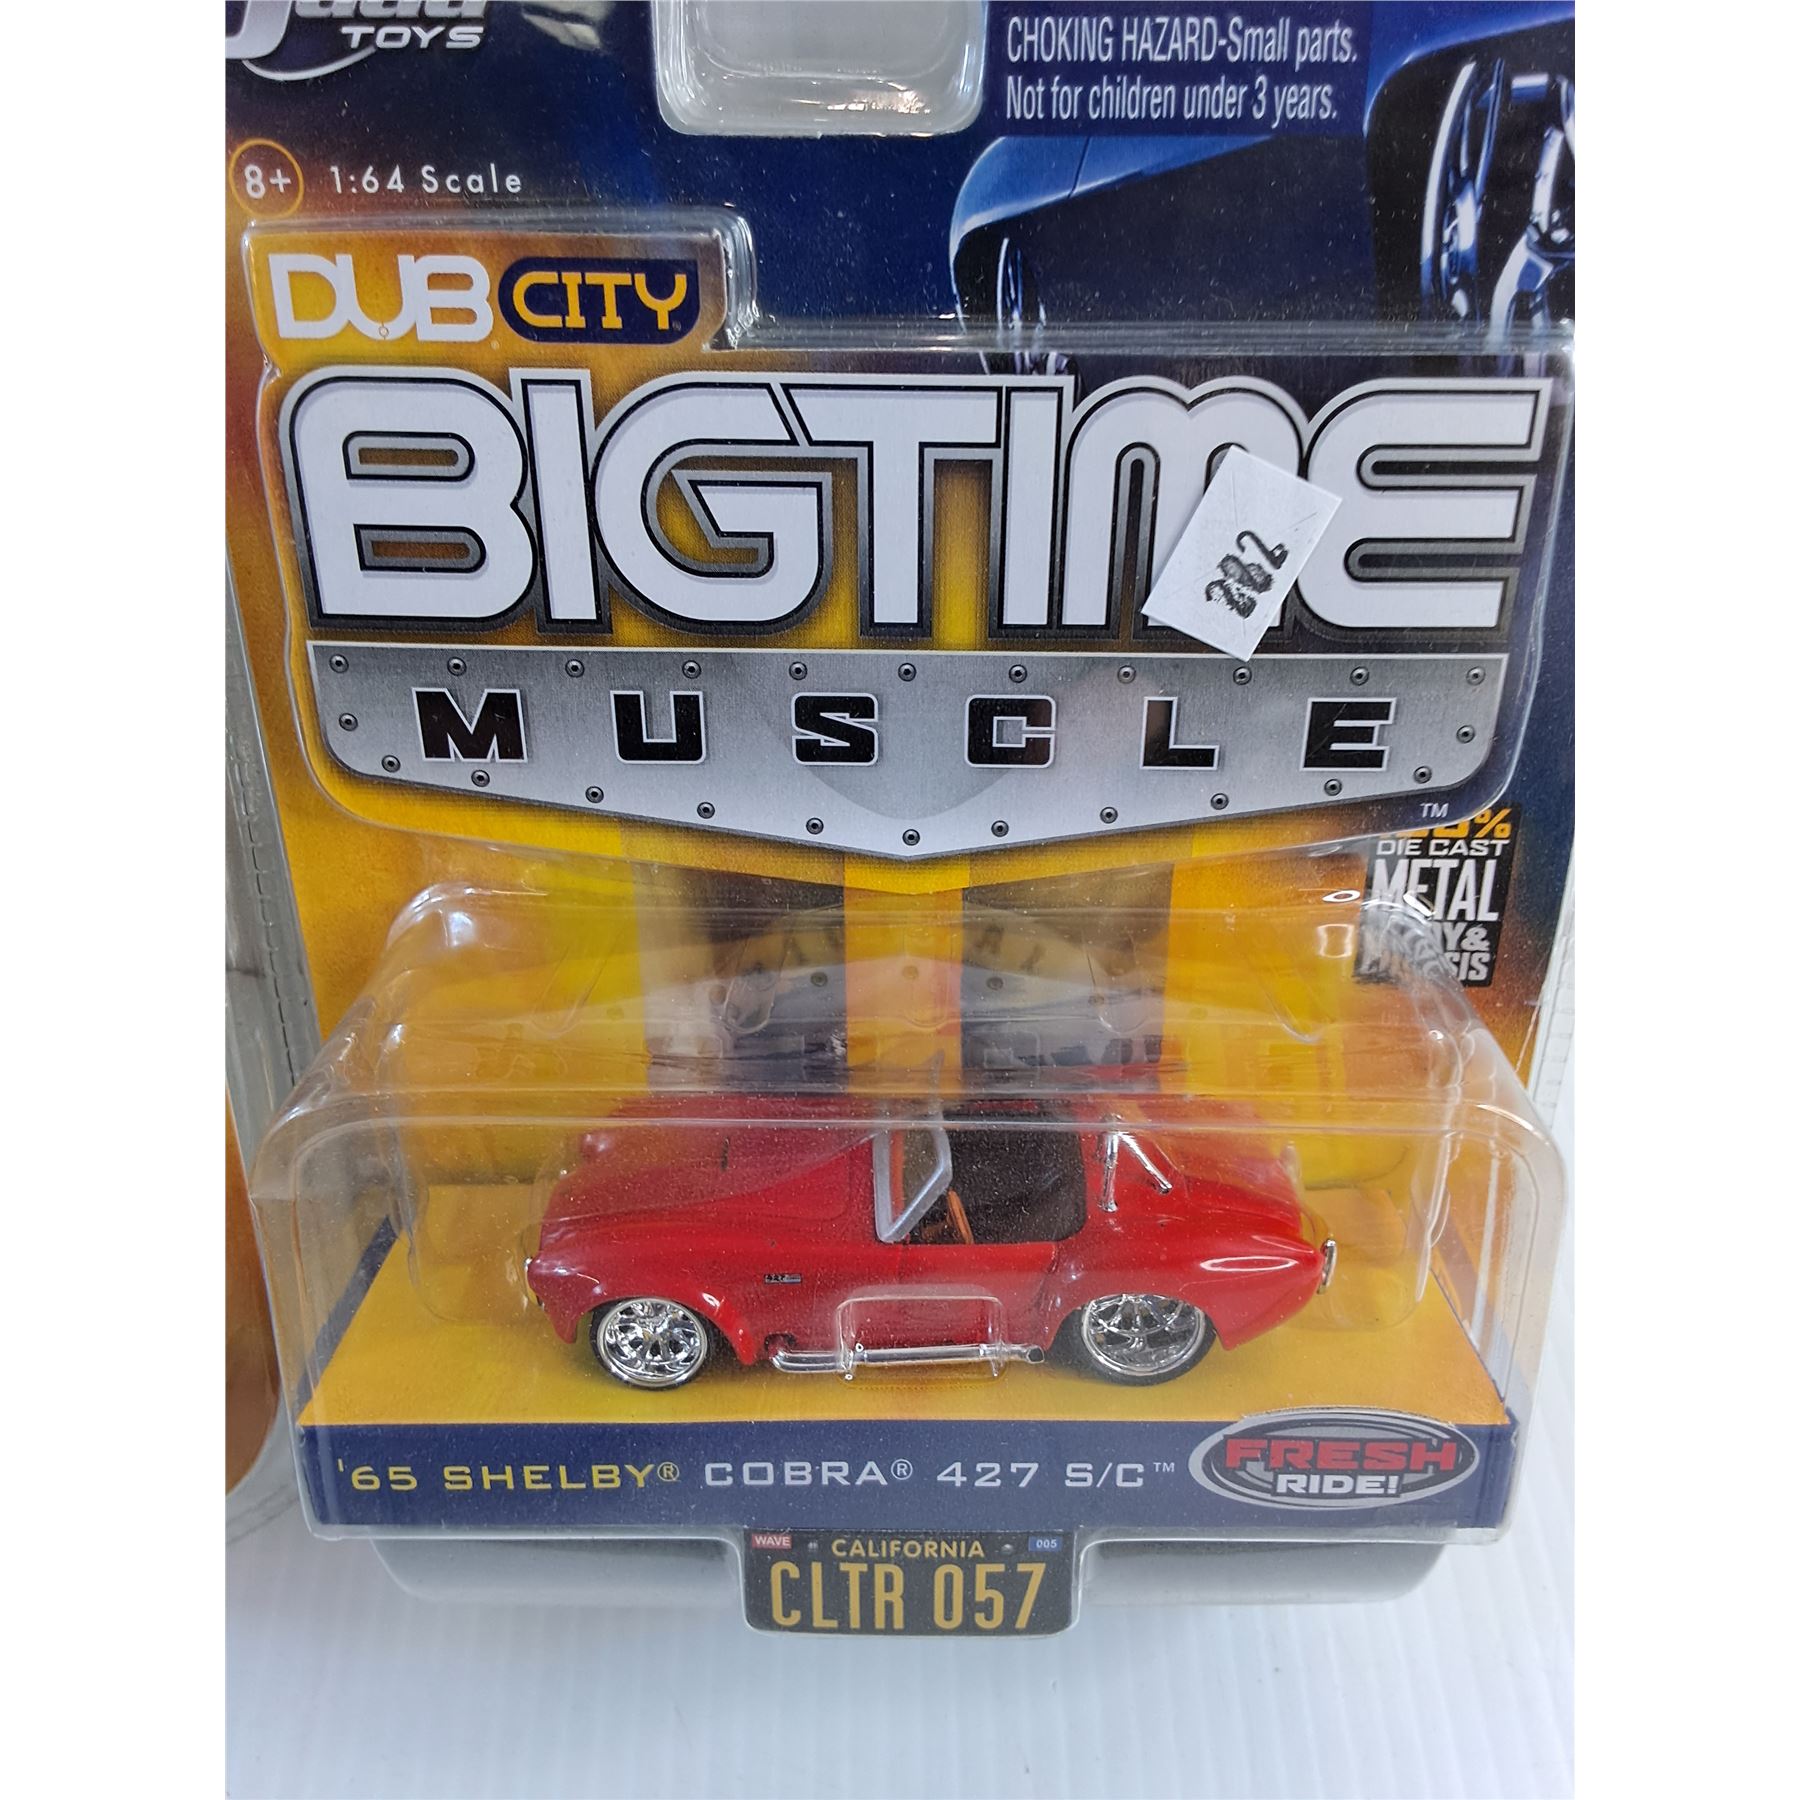 Jada
TOYS
CHOKING HAZARD-Small parts.
Not for children under 3 years.
8+ 1:64 Scale
DUB CITY
BIGTIME
MUSCLE
TM
DIE CAST
METAL
'65 SHELBY® COBRA® 427 S/C™
FRESH
RIDE!
WAVE CALIFORNIA 005
CLTR 057